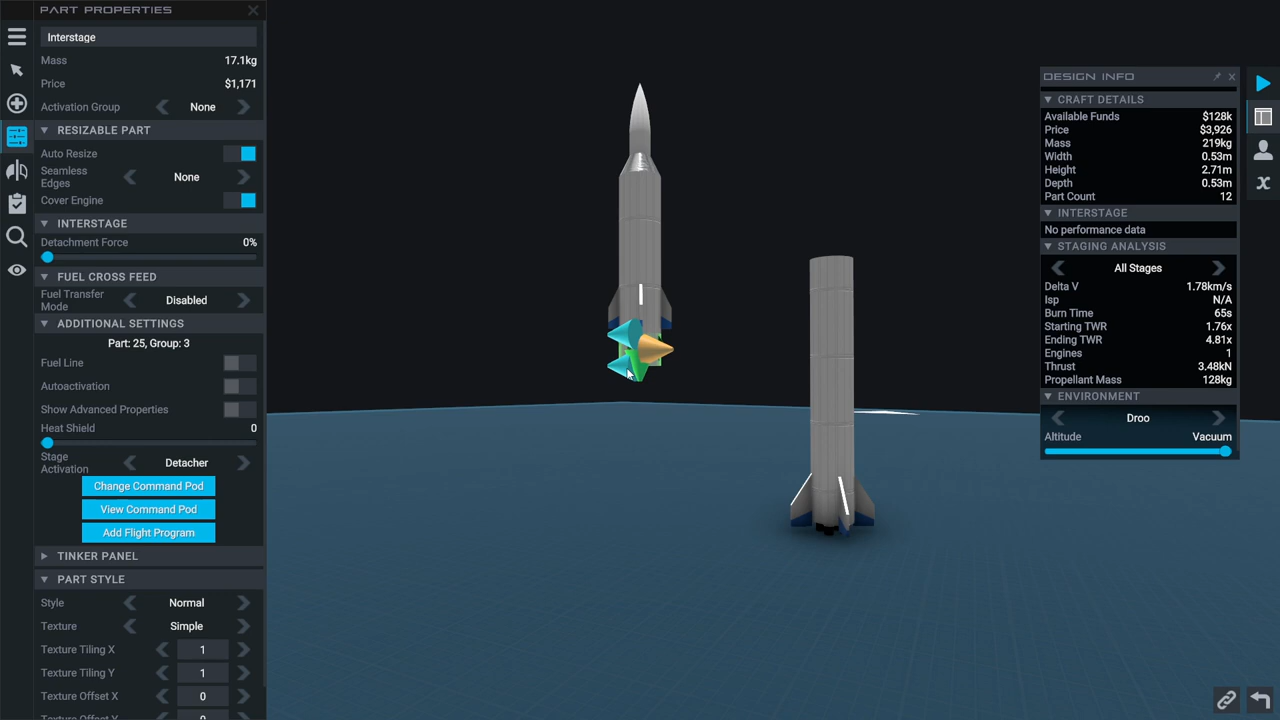 PART PROPERTIES
Interstage
Mass 17.1kg
Price $1,171
Activation Group None
RESIZABLE PART
Auto Resize
Seamless Edges None
Cover Engine
INTERSTAGE
Detachment Force 0%
FUEL CROSS FEED
Fuel Transfer Mode Disabled
ADDITIONAL SETTINGS
Part: 25, Group: 3
Fuel Line
Autoactivation
Show Advanced Properties
Heat Shield 0
Stage Activation Detacher
Change Command Pod
View Command Pod
Add Flight Program
TINKER PANEL
PART STYLE
Style Normal
Texture Simple
Texture Tiling X 1
Texture Tiling Y 1
Texture Offset X 0
DESIGN INFO
CRAFT DETAILS
Available Funds $128k
Price $3,926
Mass 219kg
Width 0.53m
Height 2.71m
Depth 0.53m
Part Count 12
INTERSTAGE
No performance data
STAGING ANALYSIS
All Stages
Delta V 1.78km/s
Isp N/A
Burn Time 65s
Starting TWR 1.76x
Ending TWR 4.81x
Engines 1
Thrust 3.48kN
Propellant Mass 128kg
ENVIRONMENT
Droo
Altitude Vacuum